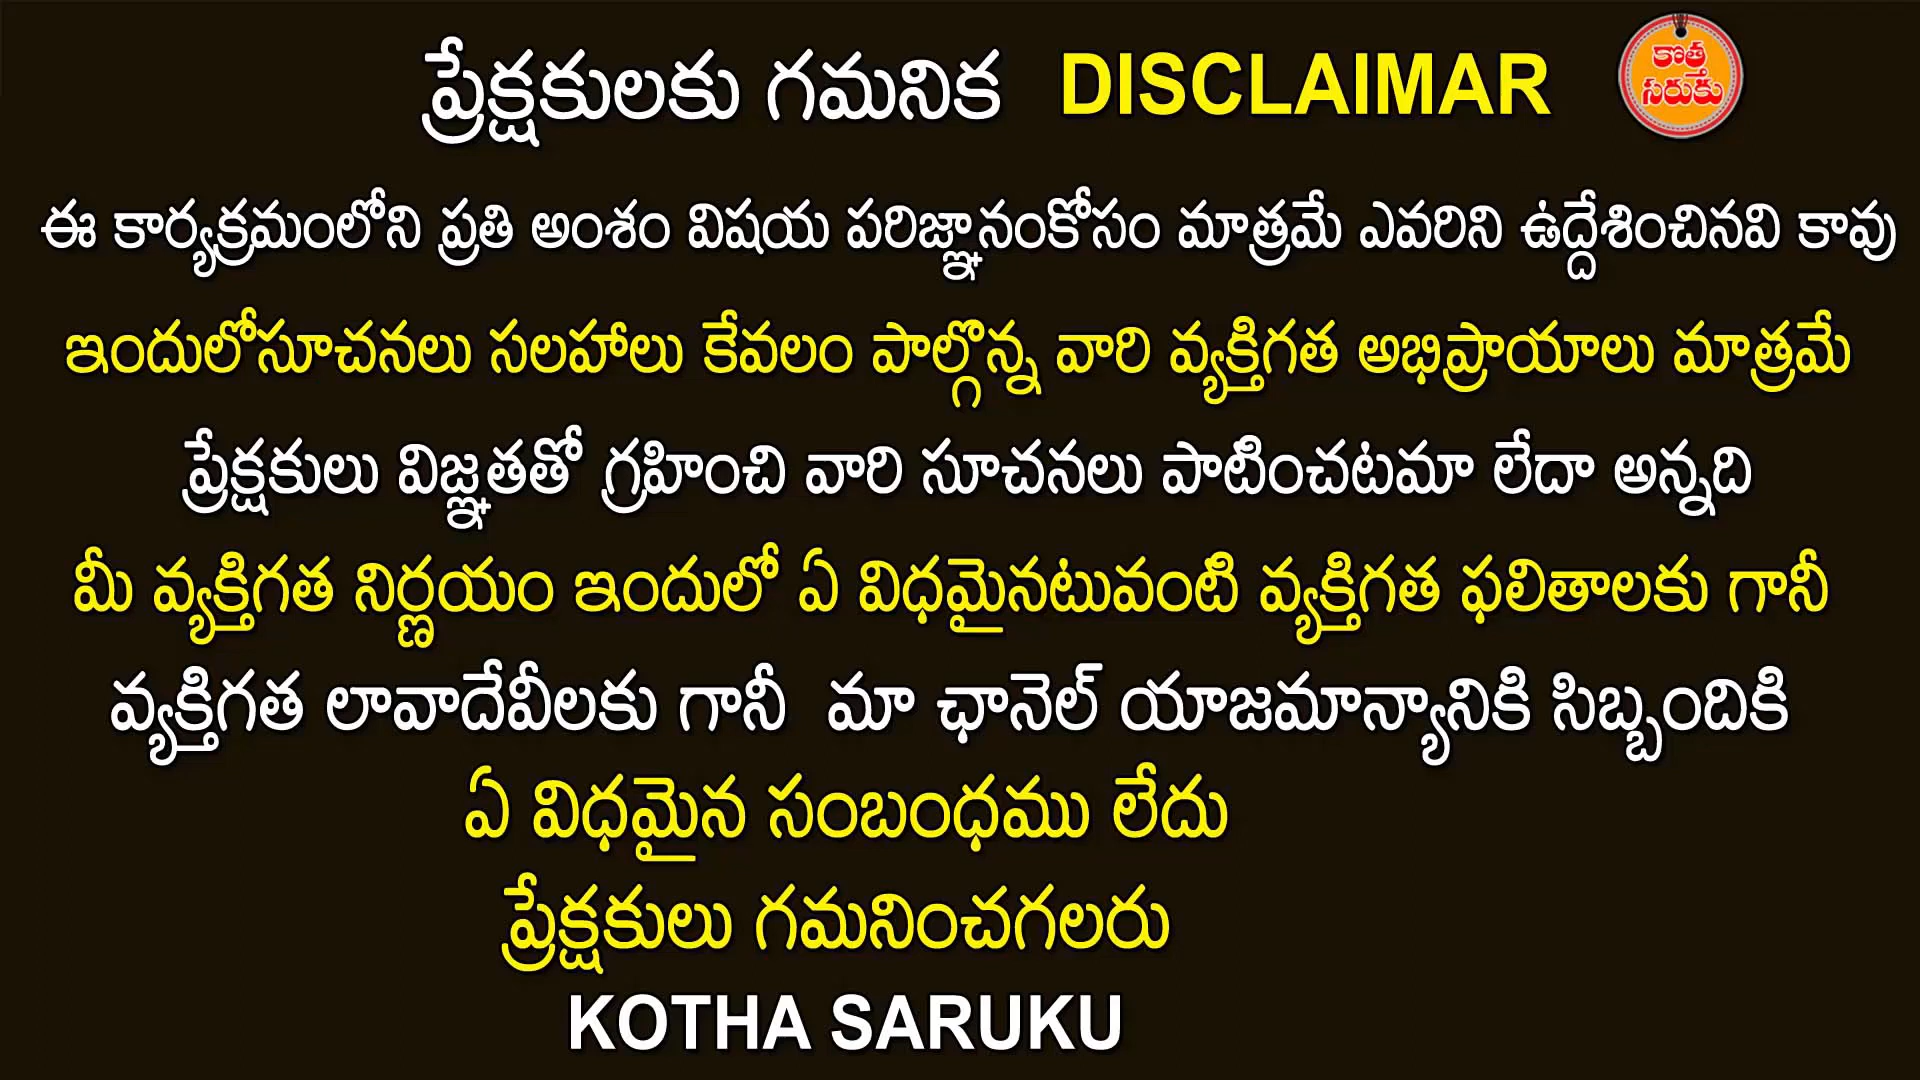 ప్రేక్షకులకు గమనిక DISCLAIMAR
కొత్త
సరుకు
ఈ కార్యక్రమంలోని ప్రతి అంశం విషయ పరిజ్ఞానంకోసం మాత్రమే ఎవరిని ఉద్దేశించినవి కావు
ఇందులోసూచనలు సలహాలు కేవలం పాల్గొన్న వారి వ్యక్తిగత అభిప్రాయాలు మాత్రమే
ప్రేక్షకులు విజ్ఞతతో గ్రహించి వారి సూచనలు పాటించటమా లేదా అన్నది
మీ వ్యక్తిగత నిర్ణయం ఇందులో ఏ విధమైనటువంటి వ్యక్తిగత ఫలితాలకు గానీ
వ్యక్తిగత లావాదేవీలకు గానీ మా ఛానెల్ యాజమాన్యానికి సిబ్బందికి
ఏ విధమైన సంబంధము లేదు
ప్రేక్షకులు గమనించగలరు
KOTHA SARUKU